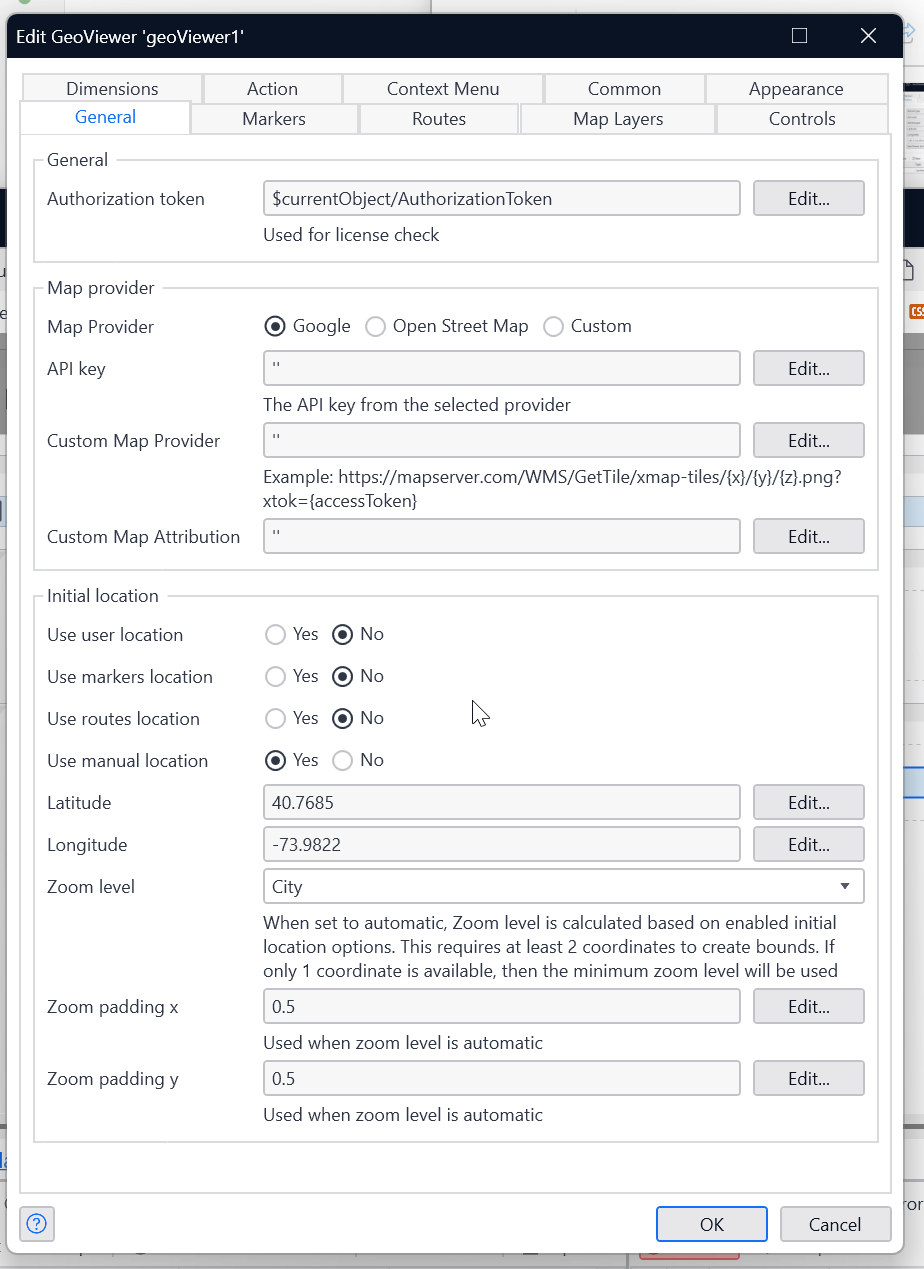 Edit GeoViewer 'geoViewer1'
Dimensions Action Context Menu Common Appearance
General Markers Routes Map Layers Controls
General
Authorization token $currentObject/AuthorizationToken Edit...
Used for license check
Map provider
Map Provider Google Open Street Map Custom
API key '' Edit...
The API key from the selected provider
Custom Map Provider '' Edit...
Example: https://mapserver.com/WMS/GetTile/xmap-tiles/{x}/{y}/{z}.png?
xtok={accessToken}
Custom Map Attribution '' Edit...
Initial location
Use user location Yes No
Use markers location Yes No
Use routes location Yes No
Use manual location Yes No
Latitude 40.7685 Edit...
Longitude -73.9822 Edit...
Zoom level City
When set to automatic, Zoom level is calculated based on enabled initial
location options. This requires at least 2 coordinates to create bounds. If
only 1 coordinate is available, then the minimum zoom level will be used
Zoom padding x 0.5 Edit...
Used when zoom level is automatic
Zoom padding y 0.5 Edit...
Used when zoom level is automatic
? OK Cancel